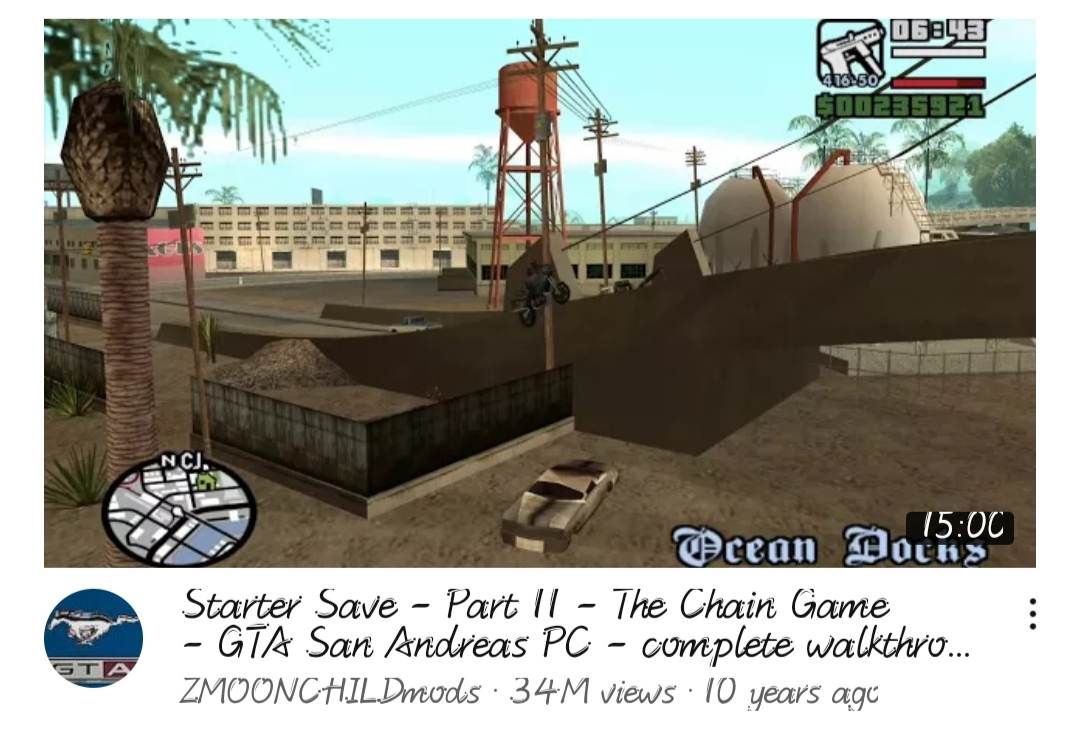 06:43
416-50
$00235921
N CJ.
Ocean Docks
15:00
Starter Save - Part II - The Chain Game
- GTA San Andreas PC - complete walkthro...
GTA
ZMOONCHILDmods · 34M views · 10 years ago